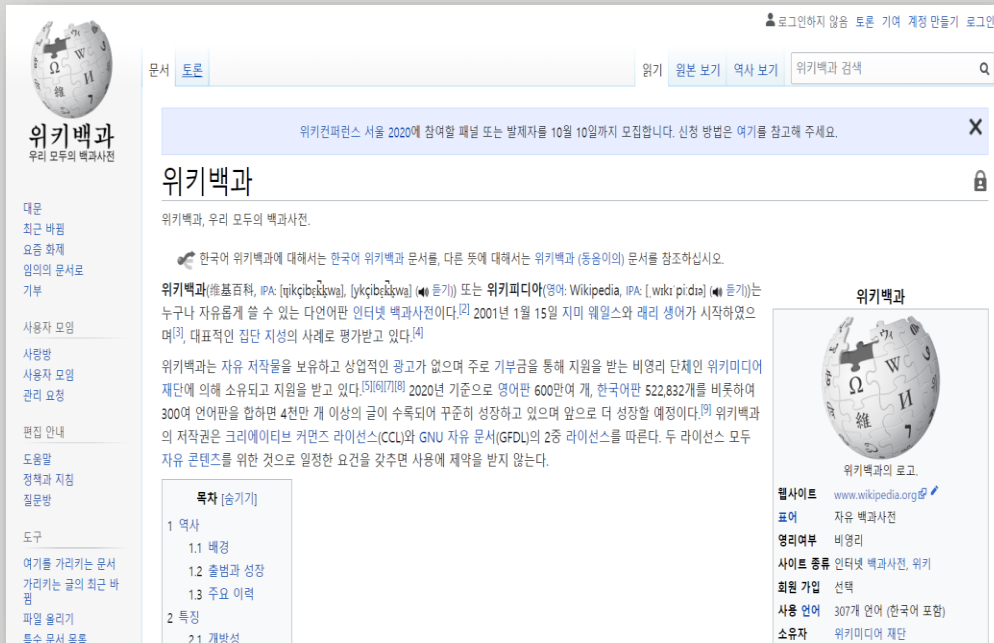 로그인하지 않음 토론 기여 계정 만들기 로그인
위키백과
우리 모두의 백과사전
문서 토론 읽기 원본 보기 역사 보기 위키백과 검색
위키컨퍼런스 서울 2020에 참여할 패널 또는 발제자를 10월 10일까지 모집합니다. 신청 방법은 여기를 참고해 주세요. X
대문
최근 바뀜
요즘 화제
임의의 문서로
기부
사용자 모임
사랑방
사용자 모임
관리 요청
편집 안내
도움말
정책과 지침
질문방
도구
여기를 가리키는 문서
가리키는 글의 최근 바
뀜
파일 올리기
특수 문서 목록
위키백과
위키백과, 우리 모두의 백과사전.
한국어 위키백과에 대해서는 한국어 위키백과 문서를, 다른 뜻에 대해서는 위키백과 (동음이의) 문서를 참조하십시오.
위키백과(维基百科, IPA: (듣기)) 또는 위키피디아(영어: Wikipedia, IPA: [ˌwɪkɪˈpiːdɪə] (듣기))는
누구나 자유롭게 쓸 수 있는 다언어판 인터넷 백과사전이다.[2] 2001년 1월 15일 지미 웨일스와 래리 생어가 시작하였으
며[3], 대표적인 집단 지성의 사례로 평가받고 있다.[4]
위키백과는 자유 저작물을 보유하고 상업적인 광고가 없으며 주로 기부금을 통해 지원을 받는 비영리 단체인 위키미디어
재단에 의해 소유되고 지원을 받고 있다.[5][6][7][8] 2020년 기준으로 영어판 600만여 개, 한국어판 522,832개를 비롯하여
300여 언어판을 합하면 4천만 개 이상의 글이 수록되어 꾸준히 성장하고 있으며 앞으로 더 성장할 예정이다.[9] 위키백과
의 저작권은 크리에이티브 커먼즈 라이선스(CCL)와 GNU 자유 문서(GFDL)의 2중 라이선스를 따른다. 두 라이선스 모두
자유 콘텐츠를 위한 것으로 일정한 요건을 갖추면 사용에 제약을 받지 않는다.
목차 [숨기기]
1 역사
1.1 배경
1.2 출범과 성장
1.3 주요 이력
2 특징
2.1 개방성
위키백과
위키백과의 로고.
웹사이트 www.wikipedia.org
표어 자유 백과사전
영리여부 비영리
사이트 종류 인터넷 백과사전, 위키
회원 가입 선택
사용 언어 307개 언어 (한국어 포함)
소유자 위키미디어 재단